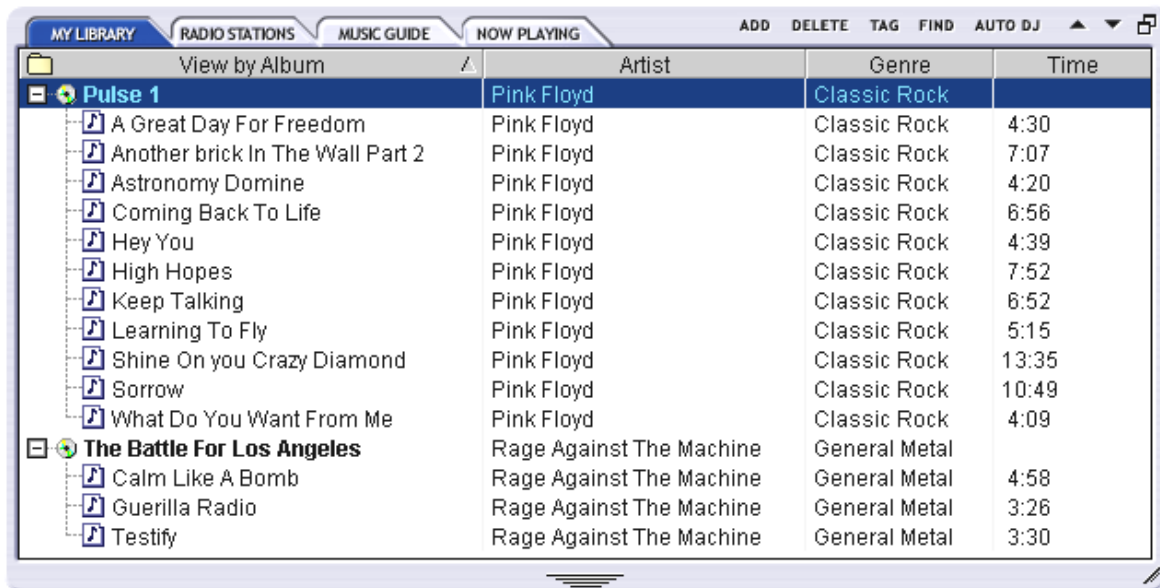 MY LIBRARY RADIO STATIONS MUSIC GUIDE NOW PLAYING ADD DELETE TAG FIND AUTO DJ
View by Album Artist Genre Time
Pulse 1 Pink Floyd Classic Rock
A Great Day For Freedom Pink Floyd Classic Rock 4:30
Another brick In The Wall Part 2 Pink Floyd Classic Rock 7:07
Astronomy Domine Pink Floyd Classic Rock 4:20
Coming Back To Life Pink Floyd Classic Rock 6:56
Hey You Pink Floyd Classic Rock 4:39
High Hopes Pink Floyd Classic Rock 7:52
Keep Talking Pink Floyd Classic Rock 6:52
Learning To Fly Pink Floyd Classic Rock 5:15
Shine On you Crazy Diamond Pink Floyd Classic Rock 13:35
Sorrow Pink Floyd Classic Rock 10:49
What Do You Want From Me Pink Floyd Classic Rock 4:09
The Battle For Los Angeles Rage Against The Machine General Metal
Calm Like A Bomb Rage Against The Machine General Metal 4:58
Guerilla Radio Rage Against The Machine General Metal 3:26
Testify Rage Against The Machine General Metal 3:30